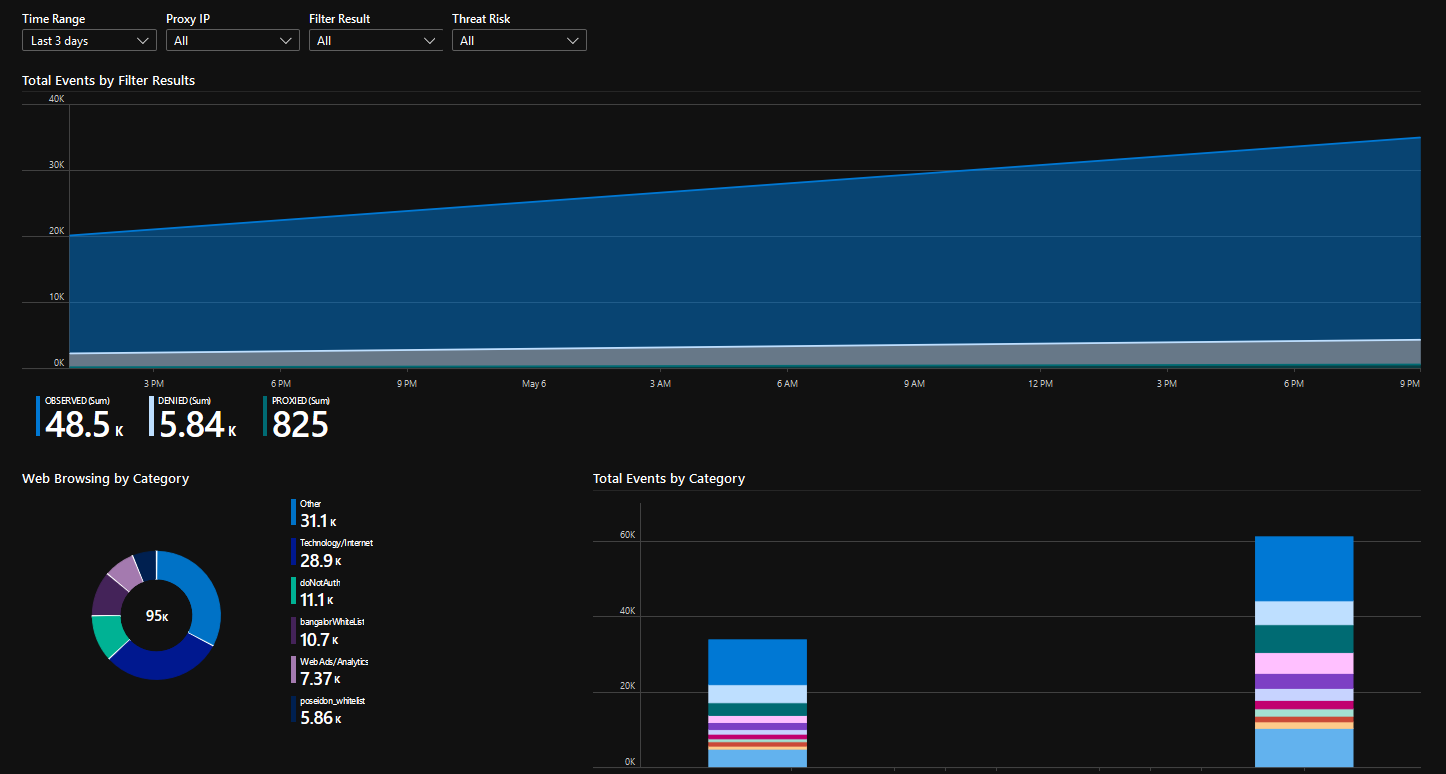 Time Range Proxy IP Filter Result Threat Risk
Last 3 days All All All
Total Events by Filter Results
40K
30K
20K
10K
0K
3 PM 6 PM 9 PM May 6 3 AM 6 AM 9 AM 12 PM 3 PM 6 PM 9 PM
OBSERVED (Sum) DENIED (Sum) PROXIED (Sum)
48.5 K 5.84 K 825
Web Browsing by Category
Other
31.1 K
Technology/Internet
28.9 K
doNotAuth
11.1 K
bangalorWhiteList
10.7 K
Web Ads/Analytics
7.37 K
poseidon_whitelist
5.86 K
95K
Total Events by Category
60K
40K
20K
0K